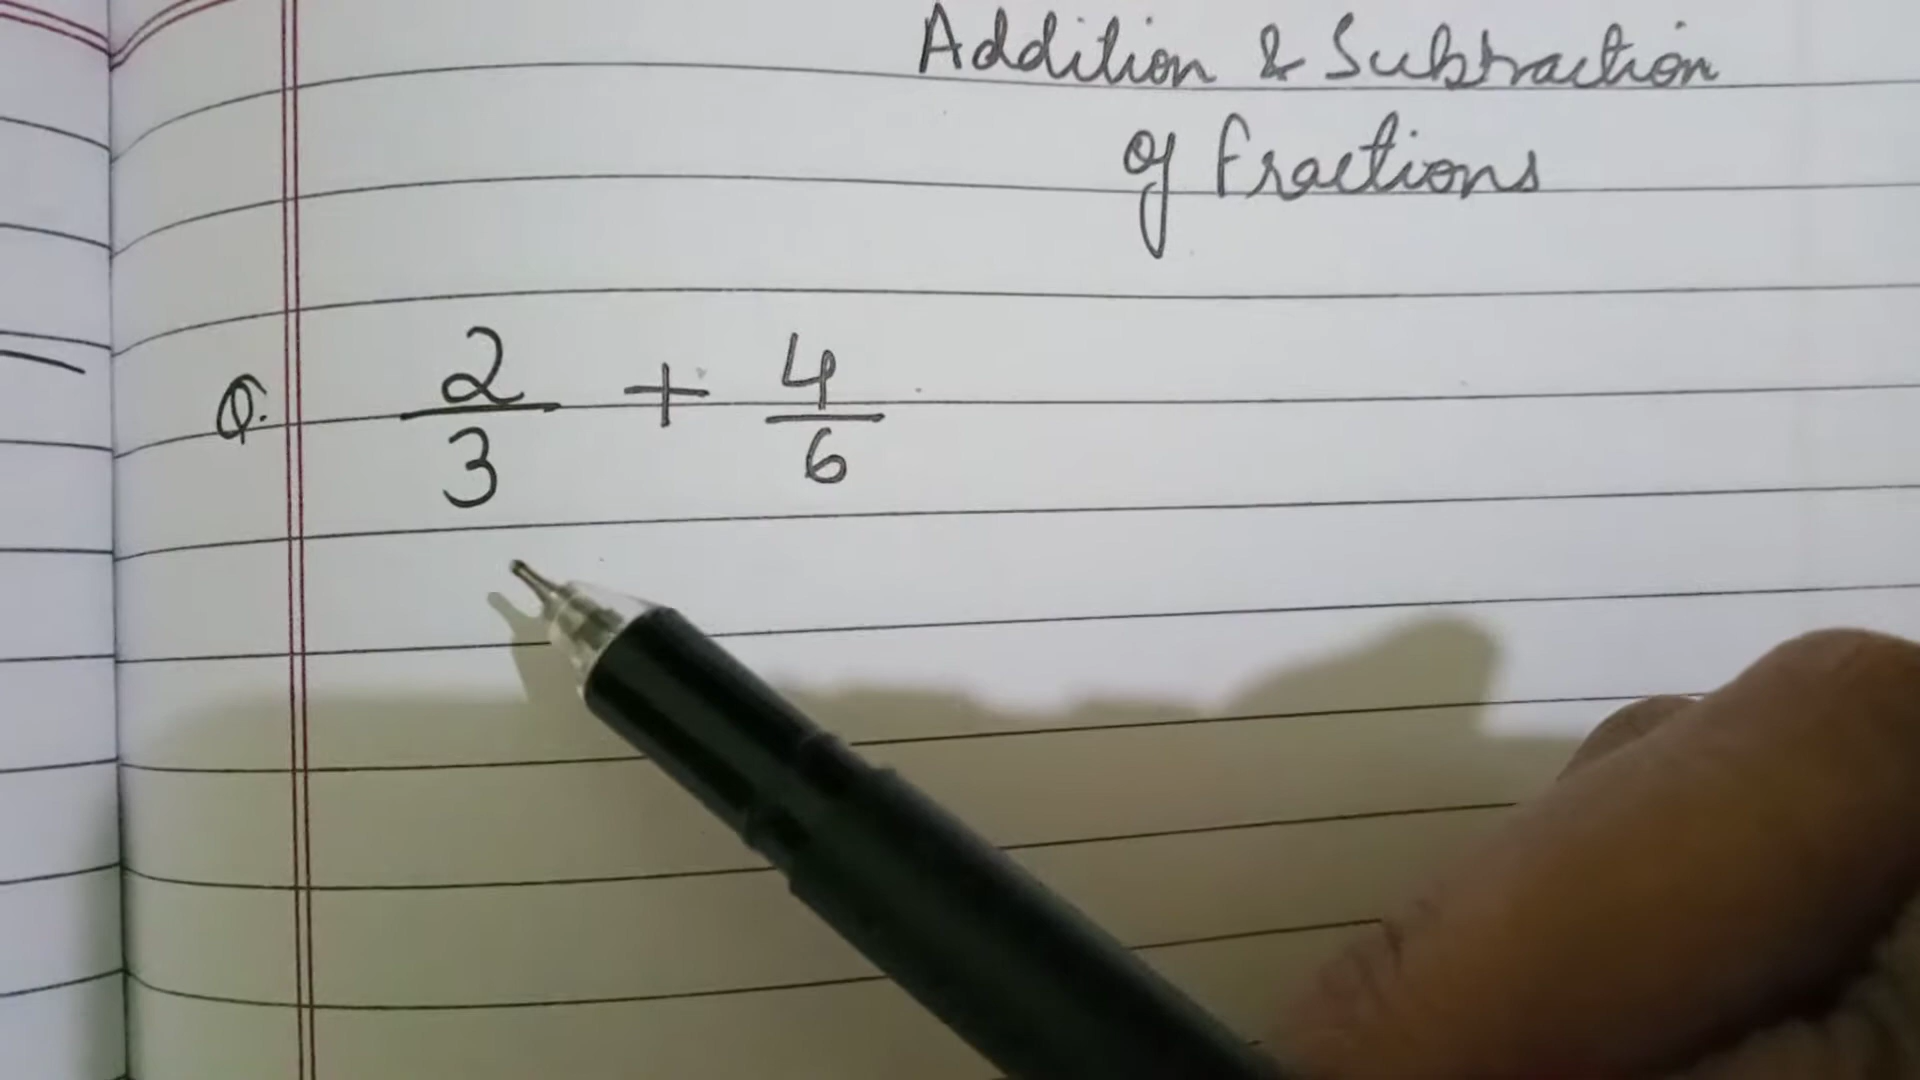 Addition & Subtraction
of fractions
Q. 2/3 + 4/6